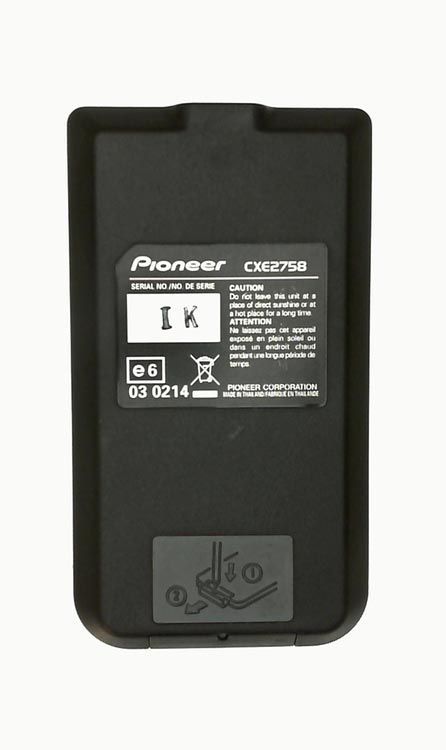 Pioneer CXE2758
SERIAL NO./NO. DE SERIE
I K
CAUTION
Do not leave this unit at a
place of direct sunshine or at
a hot place for a long time.
ATTENTION
Ne laissez pas cet appareil
exposé en plein soleil ou
dans un endroit chaud
pendant une longue période de
temps.
e6
03 0214
PIONEER CORPORATION
MADE IN THAILAND/FABRIQUE EN THAILANDE
1
2